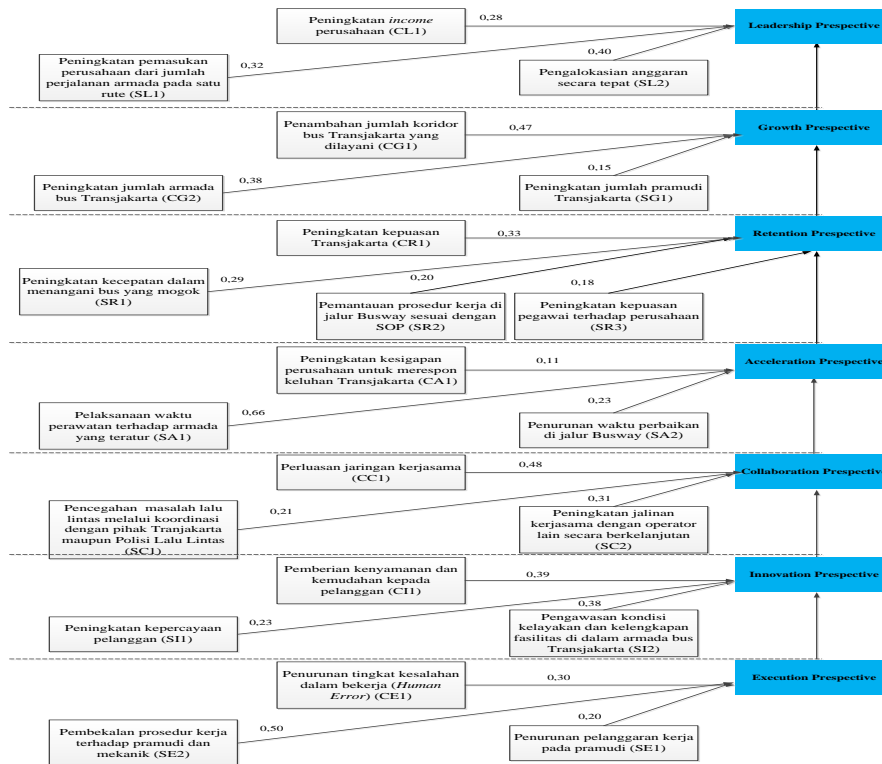 Peningkatan income
perusahaan (CL1)
0,28
Leadership Prespective
Peningkatan pemasukan
perusahaan dari jumlah
perjalanan armada pada satu
rute (SL1)
0,32
0,40
Pengalokasian anggaran
secara tepat (SL2)
Penambahan jumlah koridor
bus Transjakarta yang
dilayani (CG1)
0,47
Growth Prespective
Peningkatan jumlah armada
bus Transjakarta (CG2)
0,38
0,15
Peningkatan jumlah pramudi
Transjakarta (SG1)
Peningkatan kepuasan
Transjakarta (CR1)
0,33
Retention Prespective
Peningkatan kecepatan dalam
menangani bus yang mogok
(SR1)
0,29
0,20
Pemantauan prosedur kerja di
jalur Busway sesuai dengan
SOP (SR2)
0,18
Peningkatan kepuasan
pegawai terhadap perusahaan
(SR3)
Peningkatan kesigapan
perusahaan untuk merespon
keluhan Transjakarta (CA1)
0,11
Acceleration Prespective
Pelaksanaan waktu
perawatan terhadap armada
yang teratur (SA1)
0,66
0,23
Penurunan waktu perbaikan
di jalur Busway (SA2)
Perluasan jaringan kerjasama
(CC1)
0,48
Collaboration Prespective
Pencegahan masalah lalu
lintas melalui koordinasi
dengan pihak Tranjakarta
maupun Polisi Lalu Lintas
(SC1)
0,21
0,31
Peningkatan jalinan
kerjasama dengan operator
lain secara berkelanjutan
(SC2)
Pemberian kenyamanan dan
kemudahan kepada
pelanggan (CI1)
0,39
Innovation Prespective
Peningkatan kepercayaan
pelanggan (SI1)
0,23
0,38
Pengawasan kondisi
kelayakan dan kelengkapan
fasilitas di dalam armada bus
Transjakarta (SI2)
Penurunan tingkat kesalahan
dalam bekerja (Human
Error) (CE1)
0,30
Execution Prespective
Pembekalan prosedur kerja
terhadap pramudi dan
mekanik (SE2)
0,50
0,20
Penurunan pelanggaran kerja
pada pramudi (SE1)